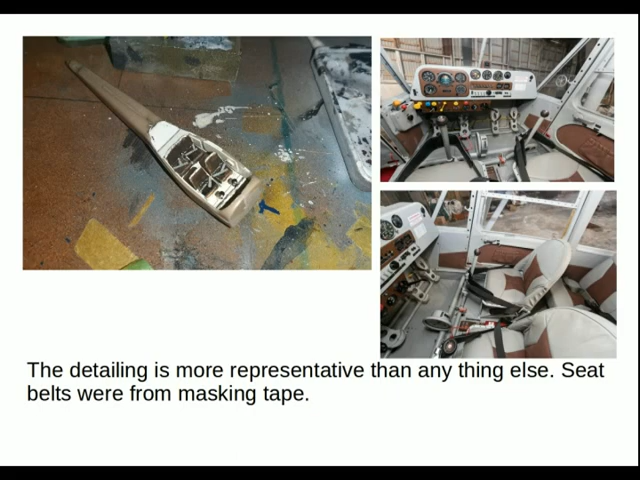 The detailing is more representative than any thing else. Seat
belts were from masking tape.